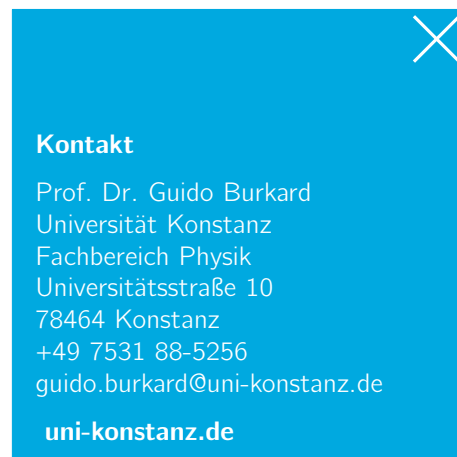 Kontakt
Prof. Dr. Guido Burkard
Universität Konstanz
Fachbereich Physik
Universitätsstraße 10
78464 Konstanz
+49 7531 88-5256
guido.burkard@uni-konstanz.de
uni-konstanz.de